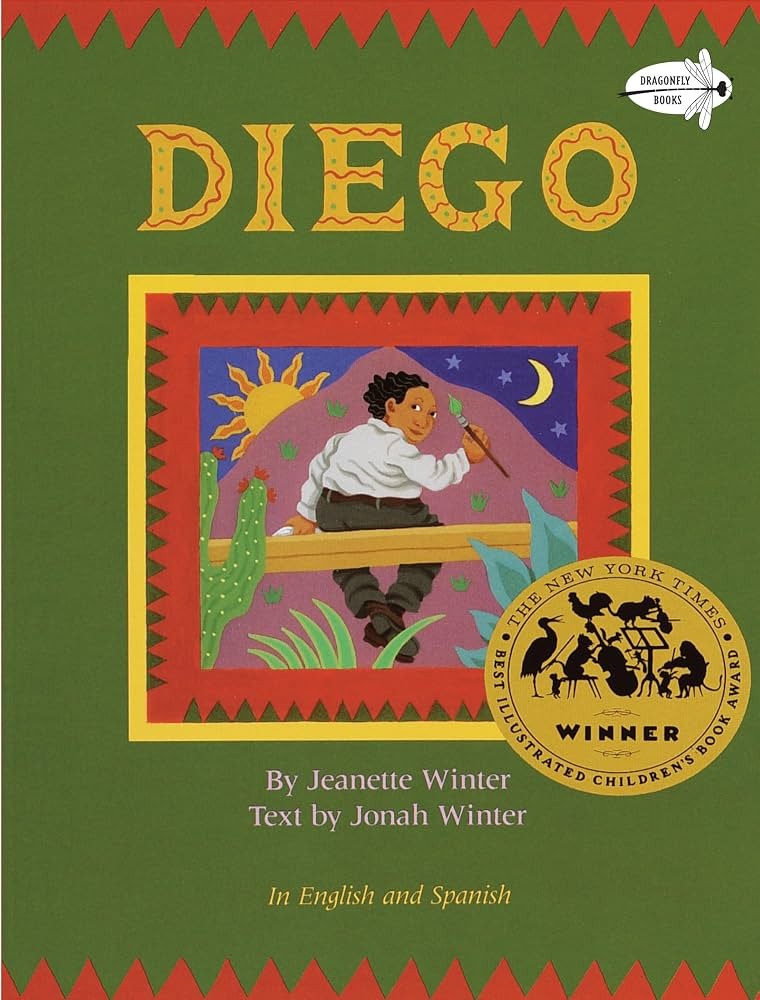 DRAGONFLY
BOOKS
DIEGO
THE NEW YORK TIMES
BEST ILLUSTRATED CHILDREN'S BOOK AWARD
WINNER
By Jeanette Winter
Text by Jonah Winter
In English and Spanish